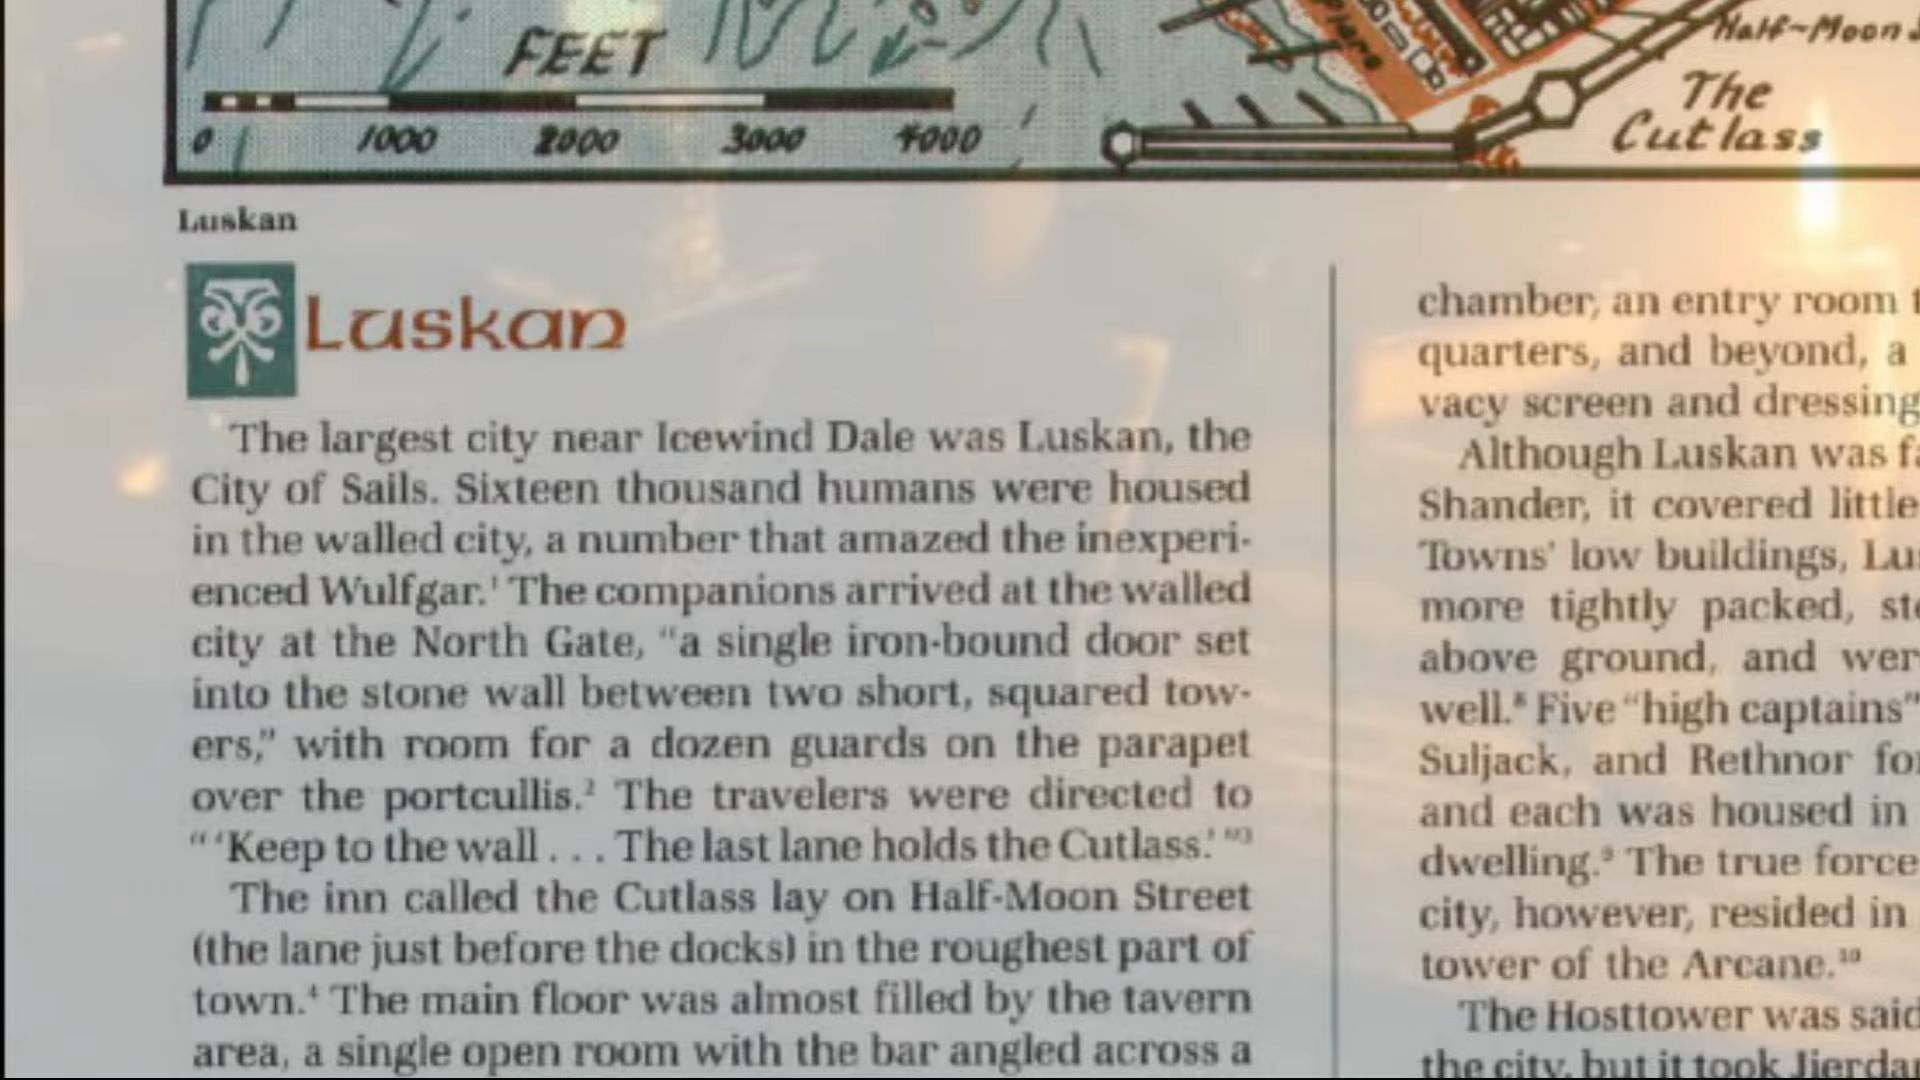 FEET
0 1000 2000 3000 4000
Piers
Half-Moon
The
Cutlass
Luskan
Luskan
The largest city near Icewind Dale was Luskan, the
City of Sails. Sixteen thousand humans were housed
in the walled city, a number that amazed the inexperi-
enced Wulfgar.¹ The companions arrived at the walled
city at the North Gate, “a single iron-bound door set
into the stone wall between two short, squared tow-
ers,” with room for a dozen guards on the parapet
over the portcullis.² The travelers were directed to
“ ‘Keep to the wall . . . The last lane holds the Cutlass.’ ”³
The inn called the Cutlass lay on Half-Moon Street
(the lane just before the docks) in the roughest part of
town.⁴ The main floor was almost filled by the tavern
area, a single open room with the bar angled across a
chamber, an entry room
quarters, and beyond, a
vacy screen and dressing
Although Luskan was
Shander, it covered little
Towns’ low buildings,
more tightly packed,
above ground, and
well.⁸ Five “high captains”
Suljack, and Rethnor
and each was housed in
dwelling.⁹ The true force
city, however, resided in
tower of the Arcane.¹⁰
The Hosttower was said
the city, but it took